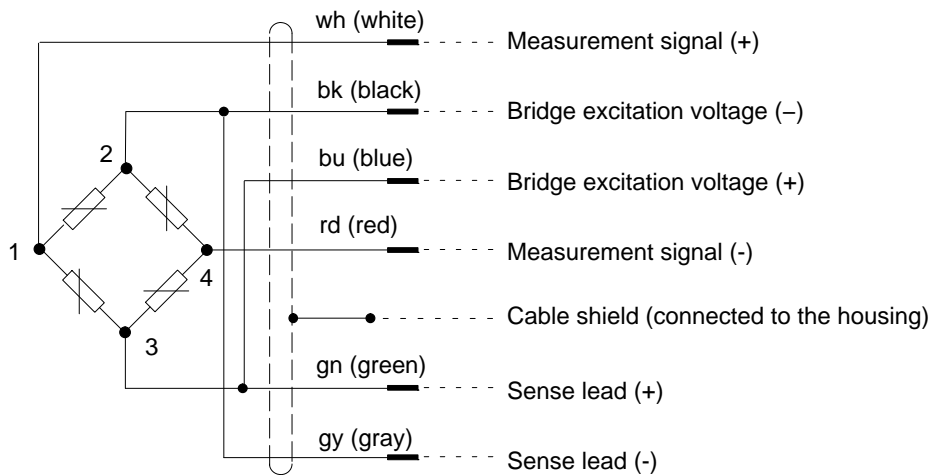 wh (white)
Measurement signal (+)
bk (black)
Bridge excitation voltage (–)
2
bu (blue)
Bridge excitation voltage (+)
rd (red)
1
4
Measurement signal (-)
Cable shield (connected to the housing)
3
gn (green)
Sense lead (+)
gy (gray)
Sense lead (-)